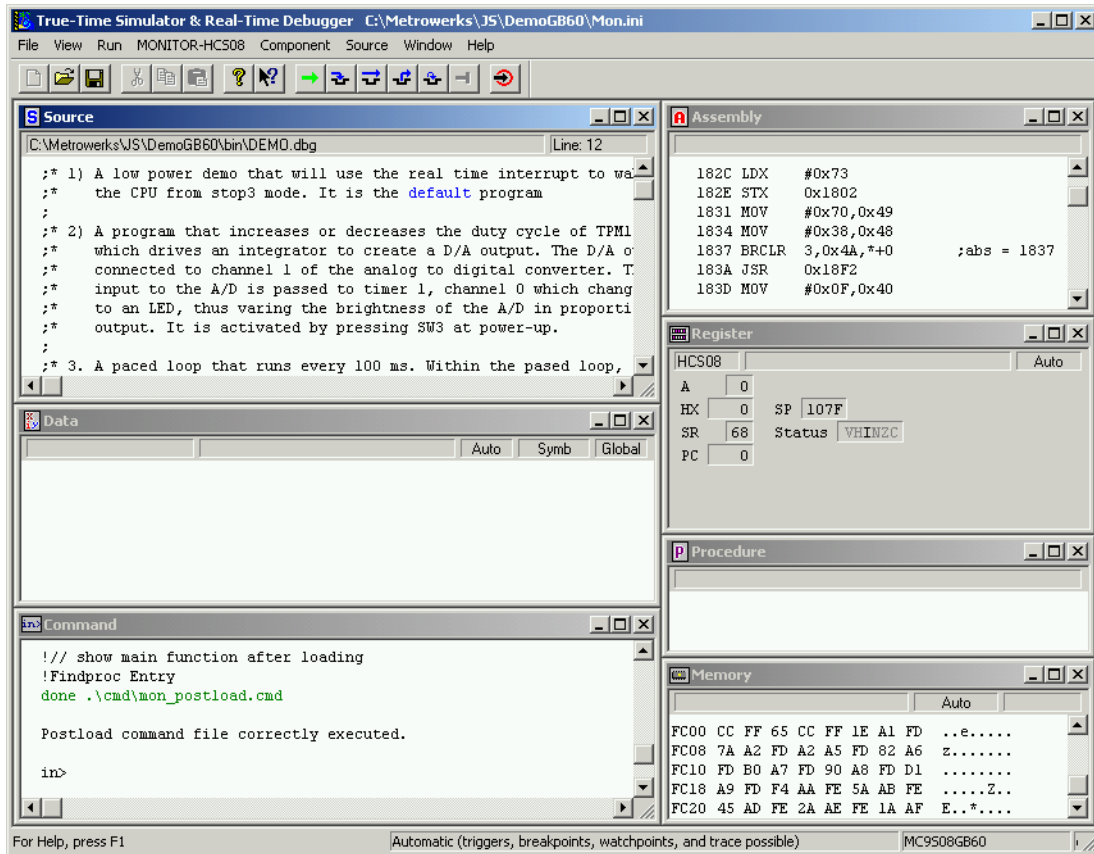 True-Time Simulator & Real-Time Debugger C:\Metrowerks\JS\DemoGB60\Mon.ini
File View Run MONITOR-HCS08 Component Source Window Help
Source
C:\Metrowerks\JS\DemoGB60\bin\DEMO.dbg Line: 12
;* 1) A low power demo that will use the real time interrupt to wa
;* the CPU from stop3 mode. It is the default program
;
;* 2) A program that increases or decreases the duty cycle of TPM1
;* which drives an integrator to create a D/A output. The D/A o
;* connected to channel 1 of the analog to digital converter. T
;* input to the A/D is passed to timer 1, channel 0 which chang
;* to an LED, thus varing the brightness of the A/D in proporti
;* output. It is activated by pressing SW3 at power-up.
;
;* 3. A paced loop that runs every 100 ms. Within the pased loop,
Data
Auto Symb Global
Command
!// show main function after loading
!Findproc Entry
done .\cmd\mon_postload.cmd
Postload command file correctly executed.
in>
Assembly
182C LDX #0x73
182E STX 0x1802
1831 MOV #0x70,0x49
1834 MOV #0x38,0x48
1837 BRCLR 3,0x4A,*+0 ;abs = 1837
183A JSR 0x18F2
183D MOV #0x0F,0x40
Register
HCS08 Auto
A 0
HX 0 SP 107F
SR 68 Status VHINZC
PC 0
Procedure
Memory
Auto
FC00 CC FF 65 CC FF 1E A1 FD ..e.....
FC08 7A A2 FD A2 A5 FD 82 A6 z.......
FC10 FD B0 A7 FD 90 A8 FD D1 ........
FC18 A9 FD F4 AA FE 5A AB FE .....Z..
FC20 45 AD FE 2A AE FE 1A AF E..*....
For Help, press F1 Automatic (triggers, breakpoints, watchpoints, and trace possible) MC9S08GB60